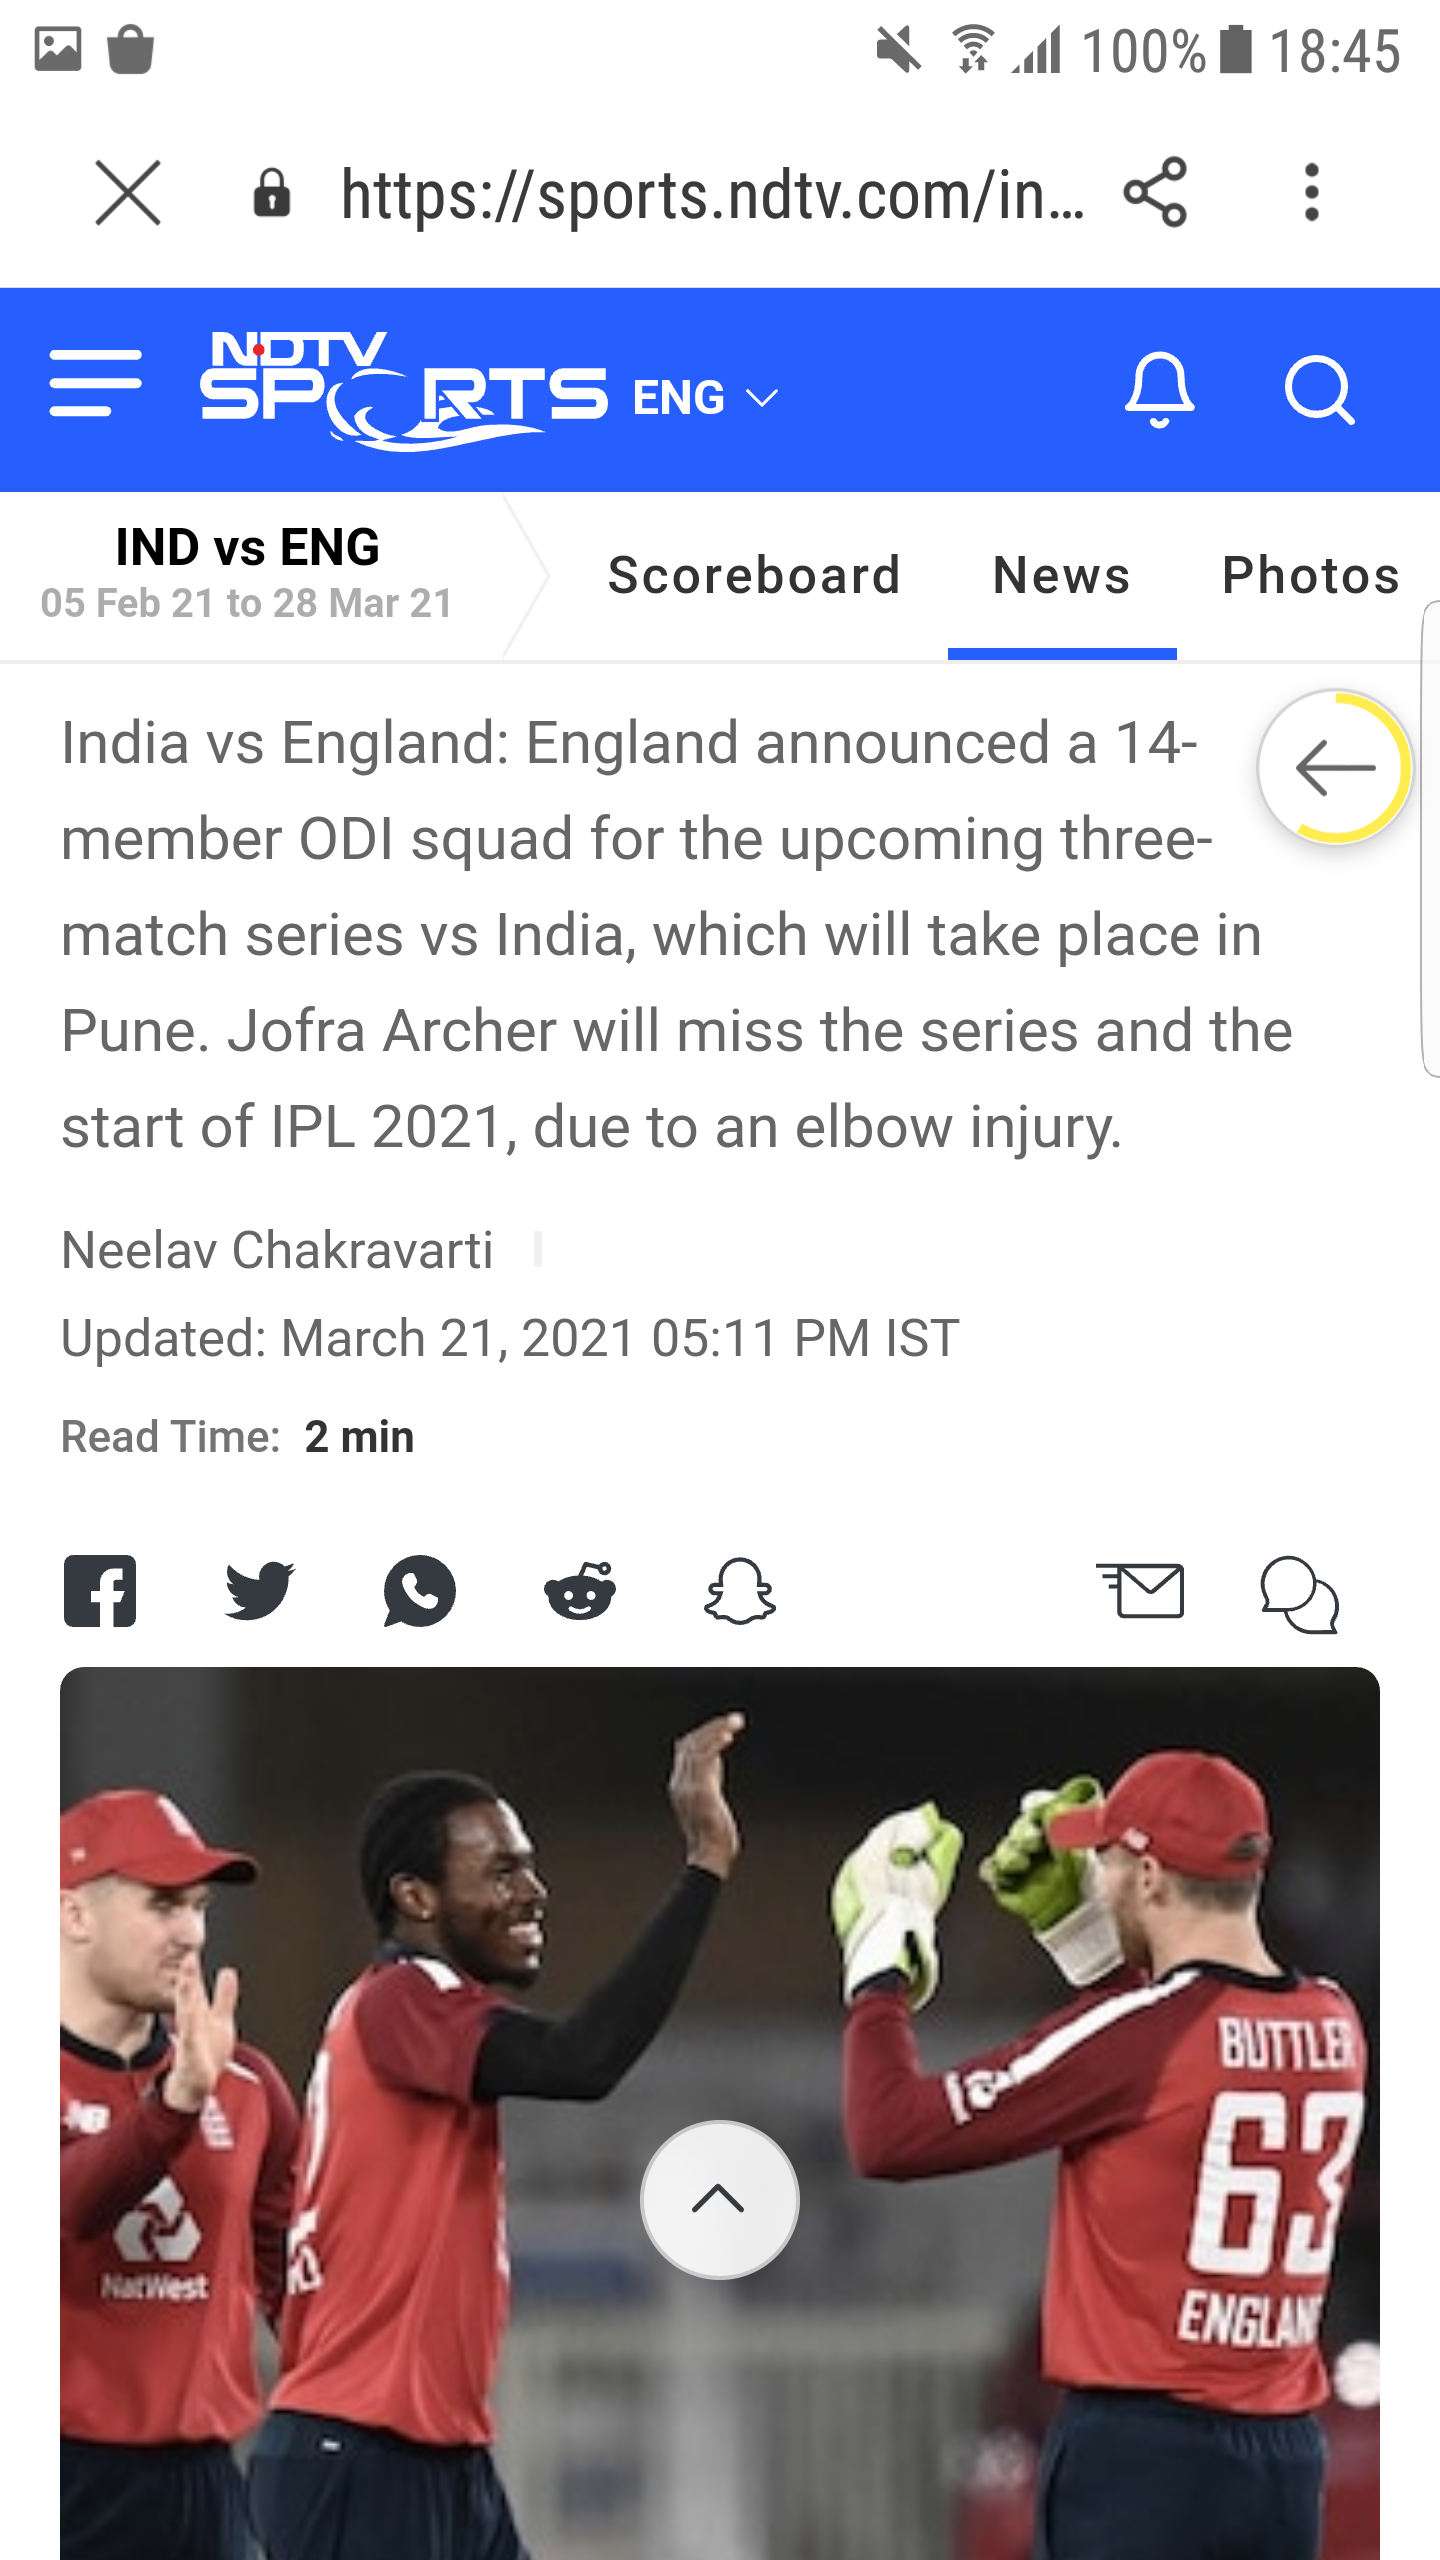 100% 18:45
https://sports.ndtv.com/in...
NDTV
SPORTS ENG
IND vs ENG
05 Feb 21 to 28 Mar 21
Scoreboard News Photos
India vs England: England announced a 14-
member ODI squad for the upcoming three-
match series vs India, which will take place in
Pune. Jofra Archer will miss the series and the
start of IPL 2021, due to an elbow injury.
Neelav Chakravarti
Updated: March 21, 2021 05:11 PM IST
Read Time: 2 min
BUTTLER
63
ENGLAN
NatWest